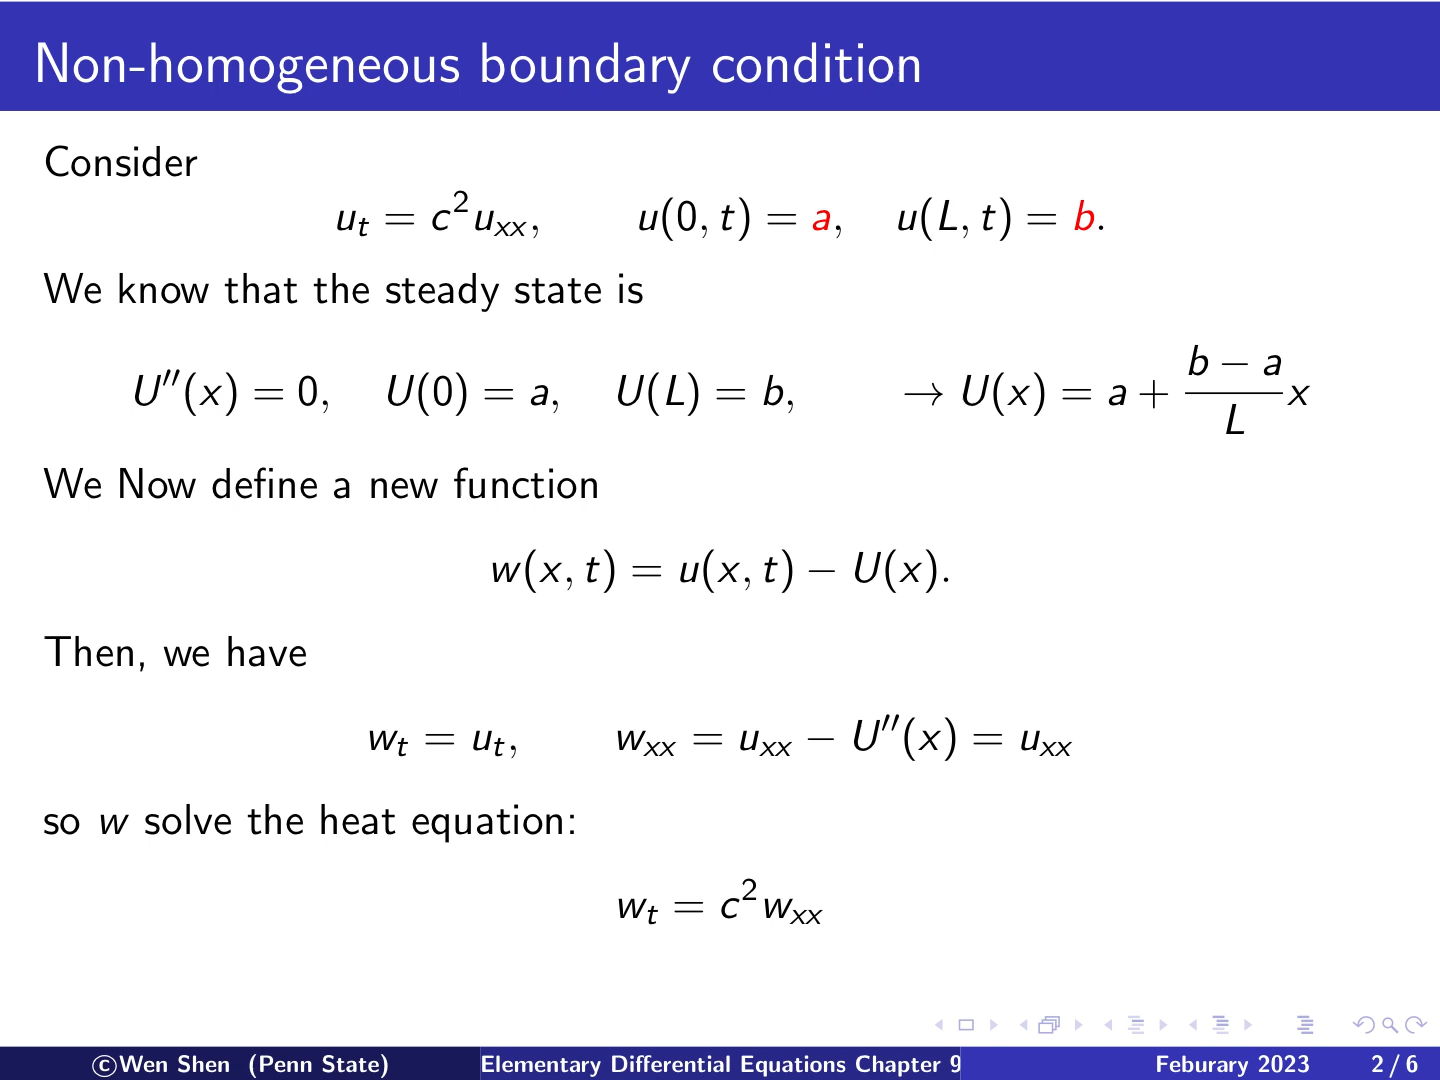 Non-homogeneous boundary condition
Consider
u_t = c²u_xx, u(0, t) = a, u(L, t) = b.
We know that the steady state is
U″(x) = 0, U(0) = a, U(L) = b, → U(x) = a + \frac{b − a}{L} x
We Now define a new function
w(x, t) = u(x, t) − U(x).
Then, we have
w_t = u_t, w_xx = u_xx − U″(x) = u_xx
so w solve the heat equation:
w_t = c²w_xx
©Wen Shen (Penn State) Elementary Differential Equations Chapter 9 Feburary 2023 2 / 6